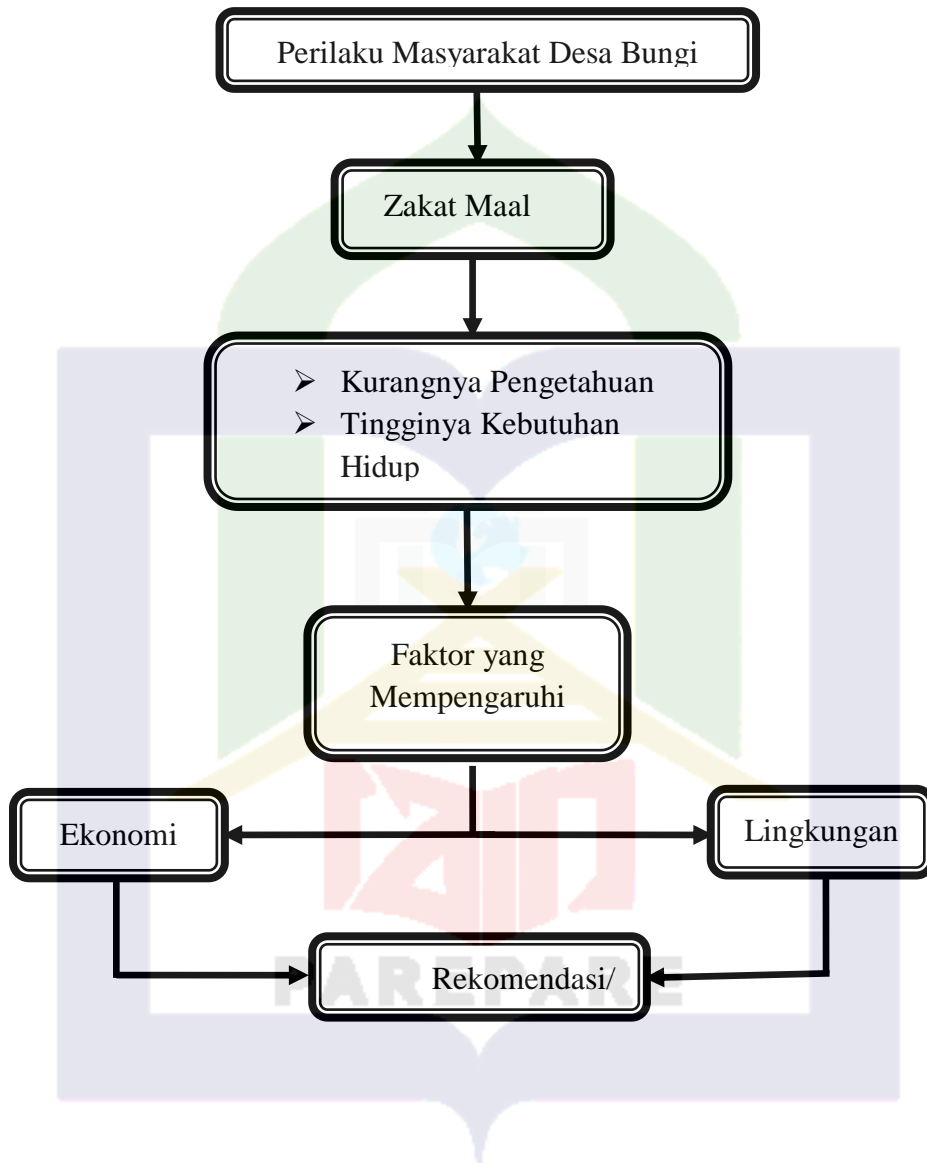 Perilaku Masyarakat Desa Bungi
Zakat Maal
➢ Kurangnya Pengetahuan
➢ Tingginya Kebutuhan
Hidup
Faktor yang
Mempengaruhi
Ekonomi
Lingkungan
Rekomendasi/
PAREPARE